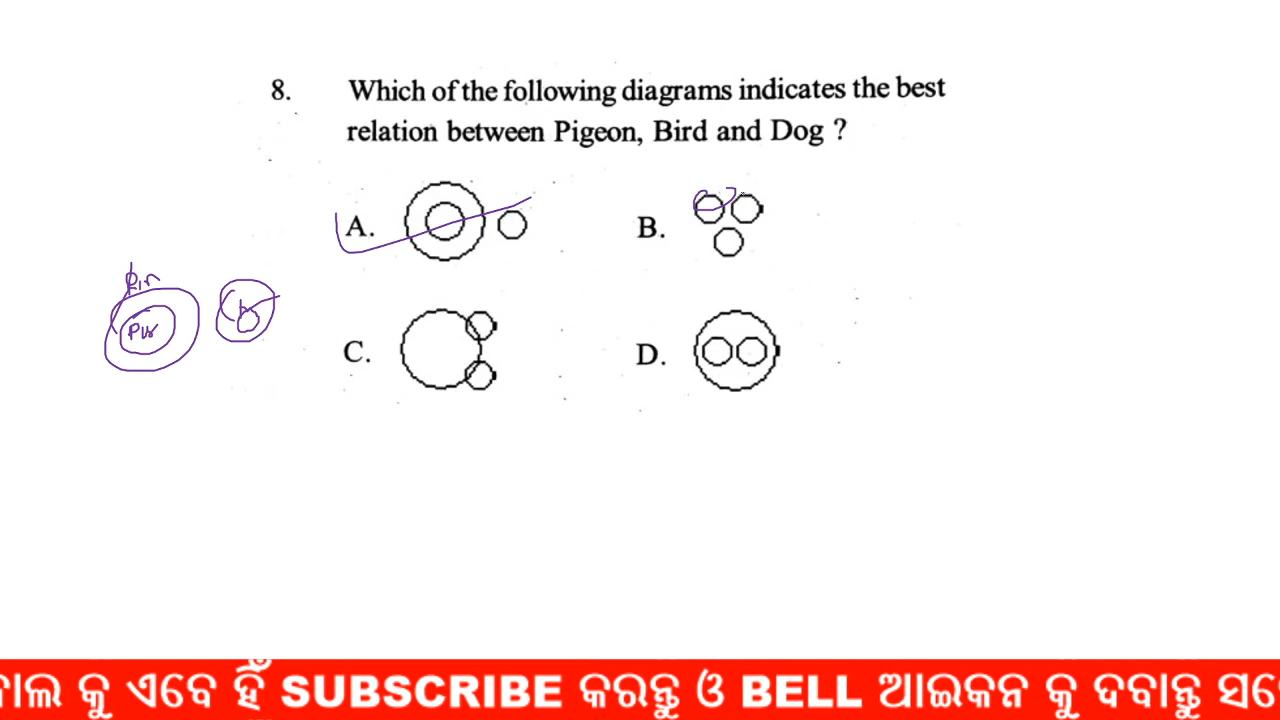 8. Which of the following diagrams indicates the best
relation between Pigeon, Bird and Dog ?
A.
B.
C.
D.
କୁ ଏବେ ହିଁ SUBSCRIBE କରନ୍ତୁ ଓ BELL ଆଇକନ କୁ ଦବାନ୍ତୁ